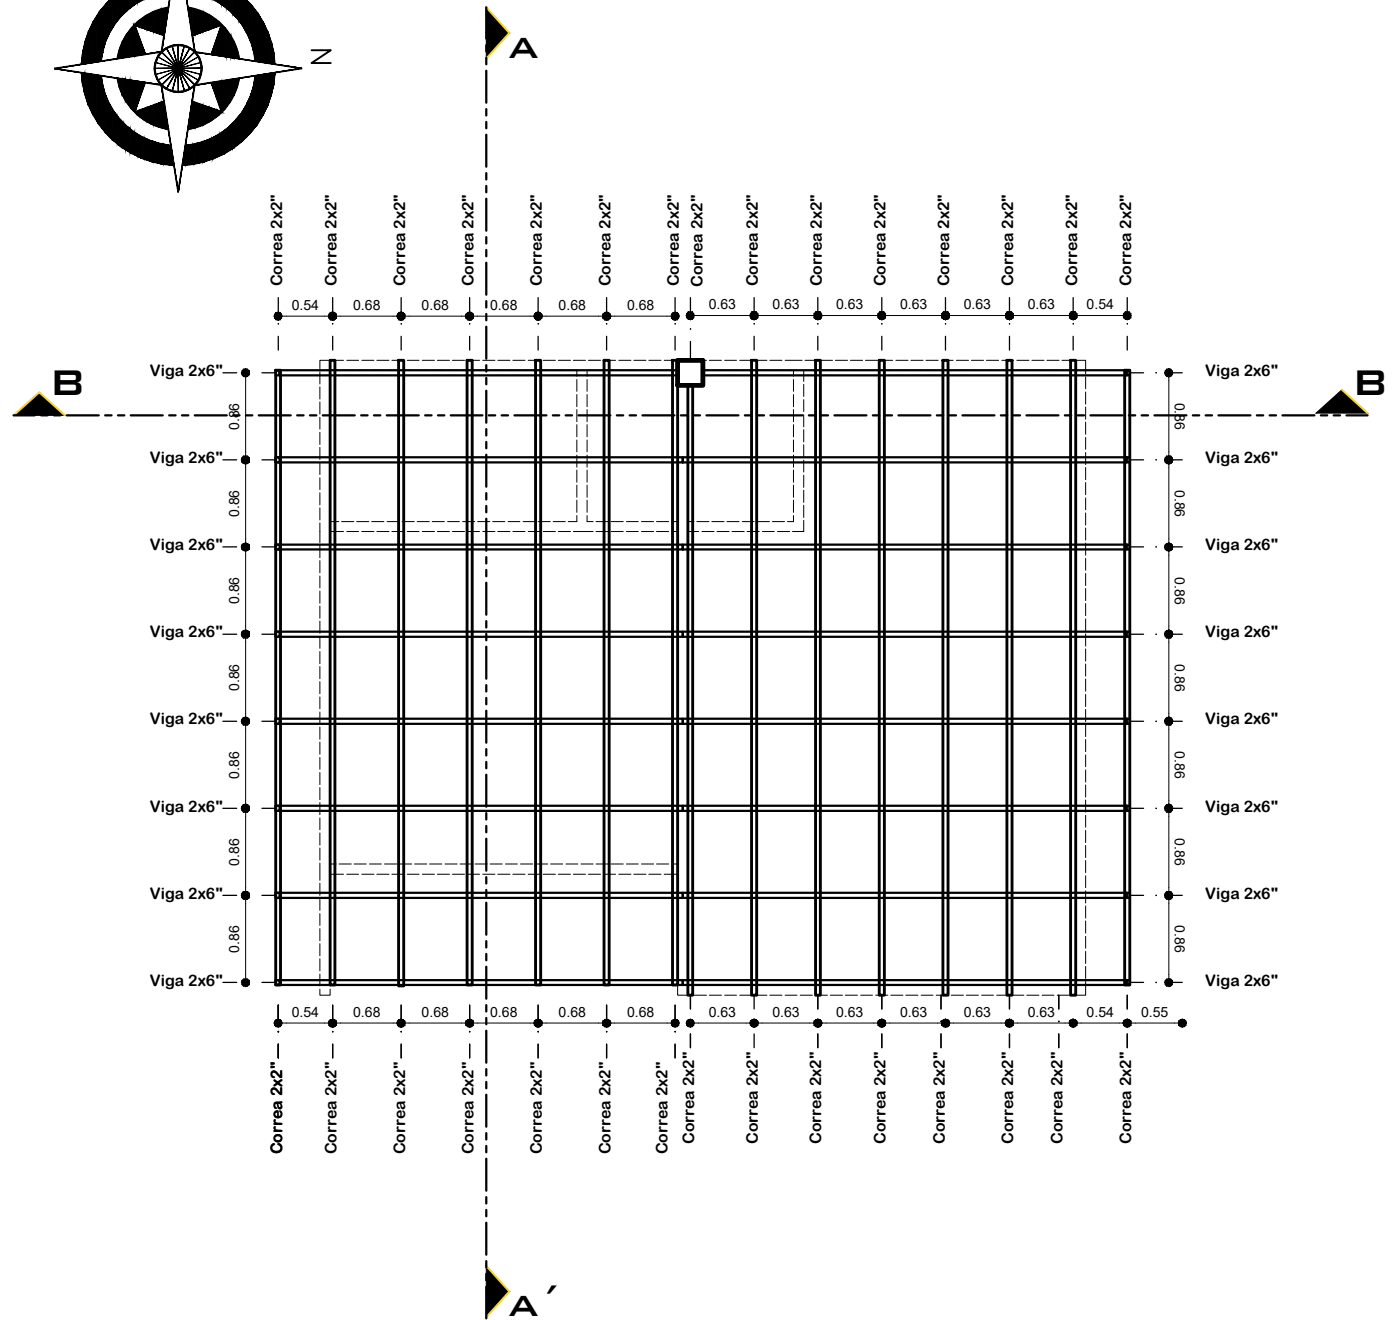 A
N
Correa 2x2" Correa 2x2" Correa 2x2" Correa 2x2" Correa 2x2" Correa 2x2" Correa 2x2" Correa 2x2" Correa 2x2" Correa 2x2" Correa 2x2" Correa 2x2" Correa 2x2" Correa 2x2"
0.54 0.68 0.68 0.68 0.68 0.68 0.63 0.63 0.63 0.63 0.63 0.63 0.54
Viga 2x6" Viga 2x6"
B B
0.86 0.86
Viga 2x6" Viga 2x6"
0.86 0.86
Viga 2x6" Viga 2x6"
0.86 0.86
Viga 2x6" Viga 2x6"
0.86 0.86
Viga 2x6" Viga 2x6"
0.86 0.86
Viga 2x6" Viga 2x6"
0.86 0.86
Viga 2x6" Viga 2x6"
0.86 0.86
Viga 2x6" Viga 2x6"
0.54 0.68 0.68 0.68 0.68 0.68 0.63 0.63 0.63 0.63 0.63 0.63 0.54 0.55
Correa 2x2" Correa 2x2" Correa 2x2" Correa 2x2" Correa 2x2" Correa 2x2" Correa 2x2" Correa 2x2" Correa 2x2" Correa 2x2" Correa 2x2" Correa 2x2" Correa 2x2" Correa 2x2" Correa 2x2"
A´